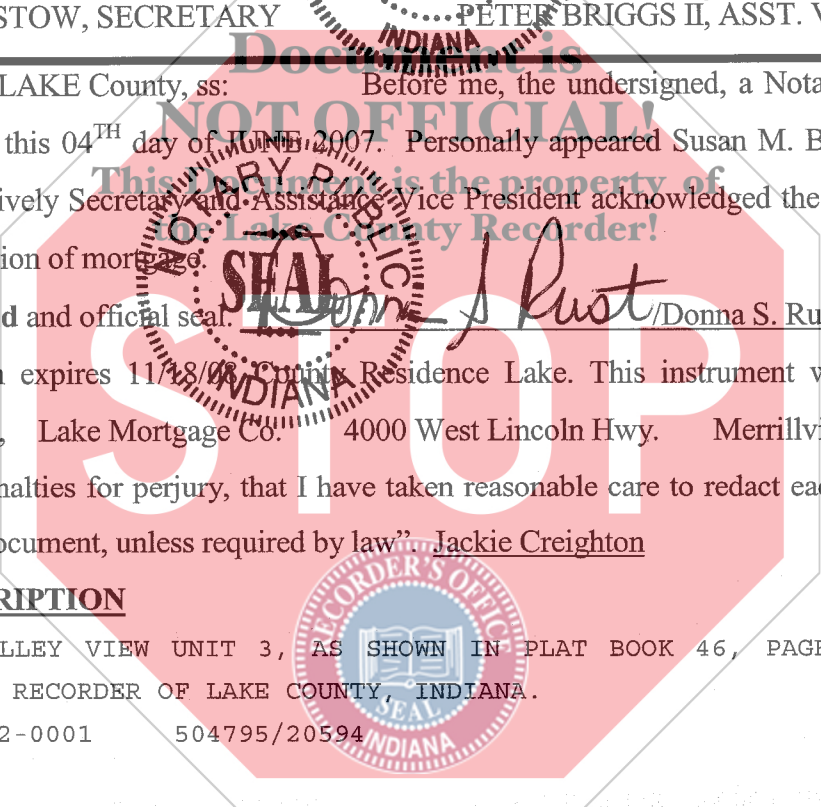 STOW, SECRETARY PETER BRIGGS II, ASST. V
INDIANA
Document is
LAKE County, ss: Before me, the undersigned, a Nota
NOT OFFICIAL!
this 04TH day of JUNE 2007. Personally appeared Susan M. B
This Document is the property of
ively Secretary and Assistance Vice President acknowledged the
the Lake County Recorder!
ion of mortgage.
NOTARY PUBLIC
SEAL
INDIANA
d and official seal. Donna S Rust /Donna S. Ru
expires 11/18/08 County Residence Lake. This instrument w
STOP
, Lake Mortgage Co. 4000 West Lincoln Hwy. Merrillvi
nalties for perjury, that I have taken reasonable care to redact eac
ocument, unless required by law”. Jackie Creighton
RECORDER'S OFFICE
SEAL
INDIANA
RIPTION
LLEY VIEW UNIT 3, AS SHOWN IN PLAT BOOK 46, PAGE
RECORDER OF LAKE COUNTY, INDIANA.
2-0001 504795/20594